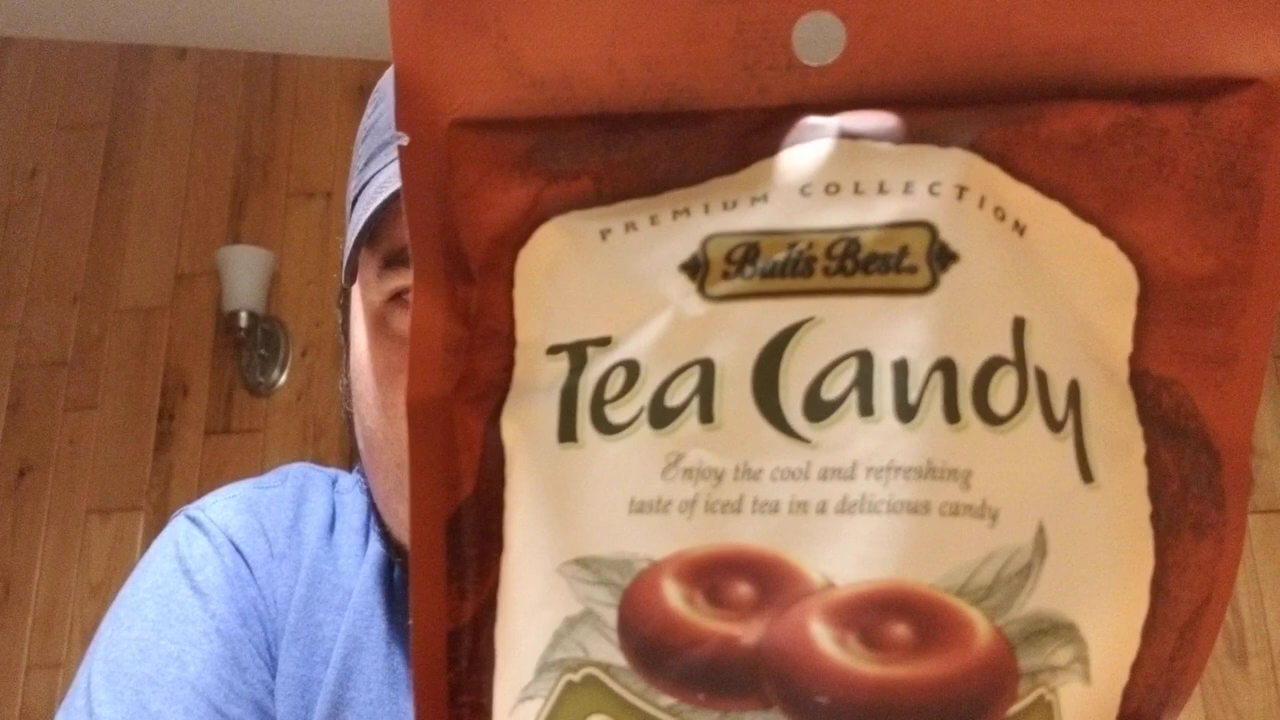 PREMIUM COLLECTION
Bali's Best.
Tea Candy
Enjoy the cool and refreshing
taste of iced tea in a delicious candy